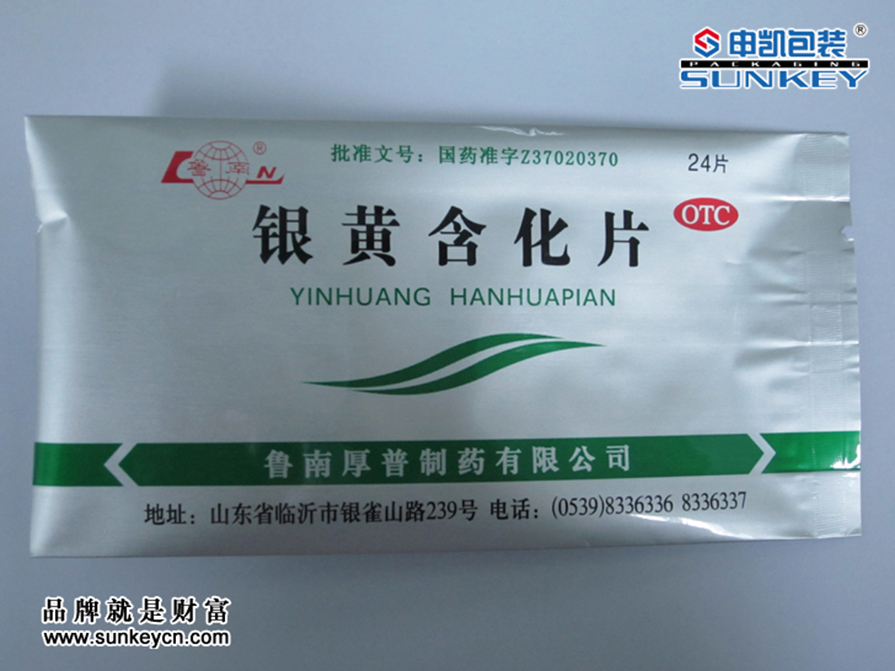 申凯包装®
PACKAGING
SUNKEY
鲁南®
N
批准文号：国药准字Z37020370
24片
OTC
银黄含化片
YINHUANG HANHUAPIAN
鲁南厚普制药有限公司
地址：山东省临沂市银雀山路239号 电话：(0539)8336336 8336337
品牌就是财富
www.sunkeycn.com